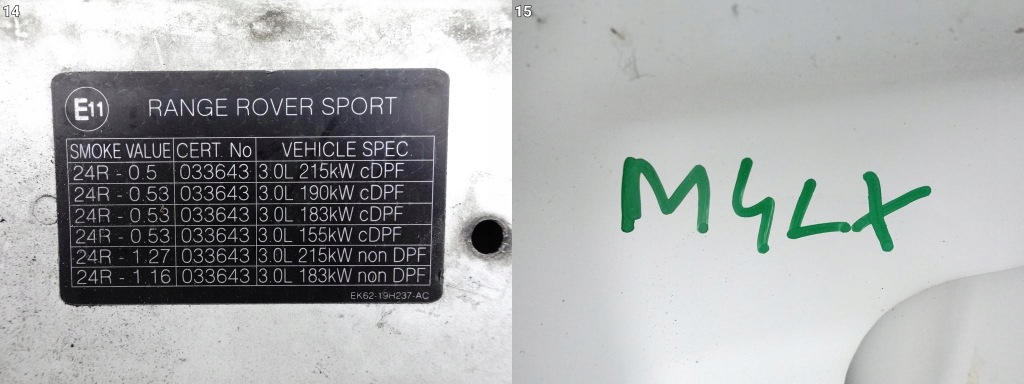 14
E11 RANGE ROVER SPORT
SMOKE VALUE CERT. No VEHICLE SPEC.
24R - 0.5 033643 3.0L 215kW cDPF
24R - 0.53 033643 3.0L 190kW cDPF
24R - 0.53 033643 3.0L 183kW cDPF
24R - 0.53 033643 3.0L 155kW cDPF
24R - 1.27 033643 3.0L 215kW non DPF
24R - 1.16 033643 3.0L 183kW non DPF
EK62-19H237-AC
15
M4LX